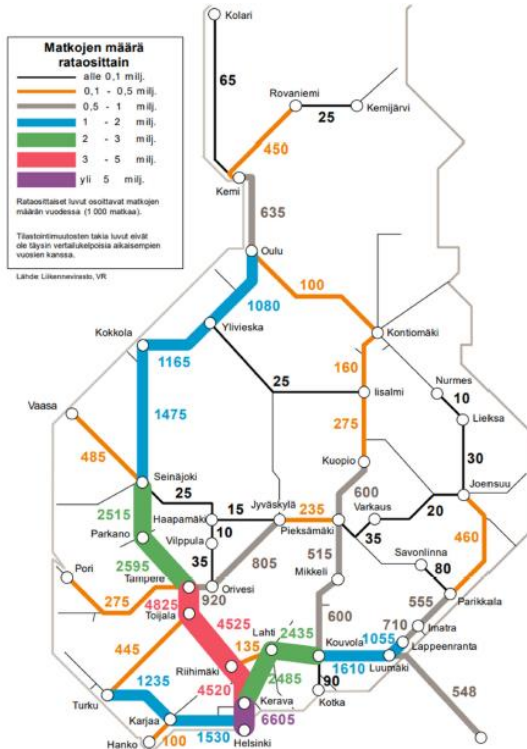 Matkojen määrä
rataosittain
alle 0,1 milj.
0,1 - 0,5 milj.
0,5 - 1 milj.
1 - 2 milj.
2 - 3 milj.
3 - 5 milj.
yli 5 milj.
Rataosittaiset luvut osoittavat matkojen
määrän vuodessa (1 000 matkaa).
Tilastointimuutosten takia luvut eivät
ole täysin vertailukelpoisia aikaisempien
vuosien kanssa.
Lähde: Liikennevirasto, VR
Kolari
65
Rovaniemi
25
Kemijärvi
450
Kemi
635
Oulu
100
1080
Kokkola
Ylivieska
Kontiomäki
1165
160
25
Iisalmi
Nurmes
10
Vaasa
1475
275
Lieksa
485
Kuopio
30
Seinäjoki
25
600
Joensuu
2515
Haapamäki
15
Jyväskylä
235
Varkaus
20
Parkano
10
Pieksämäki
35
460
Vilppula
Savonlinna
2595
35
805
515
80
Pori
Tampere
Mikkeli
275
920
Orivesi
Parikkala
4825
555
Toijala
4525
600
Imatra
Lahti
2435
710
445
135
Kouvola
1055
Lappeenranta
1235
Riihimäki
1610
Luumäki
4520
2485
90
548
Turku
Karjaa
Kerava
Kotka
6605
Hanko
100
1530
Helsinki